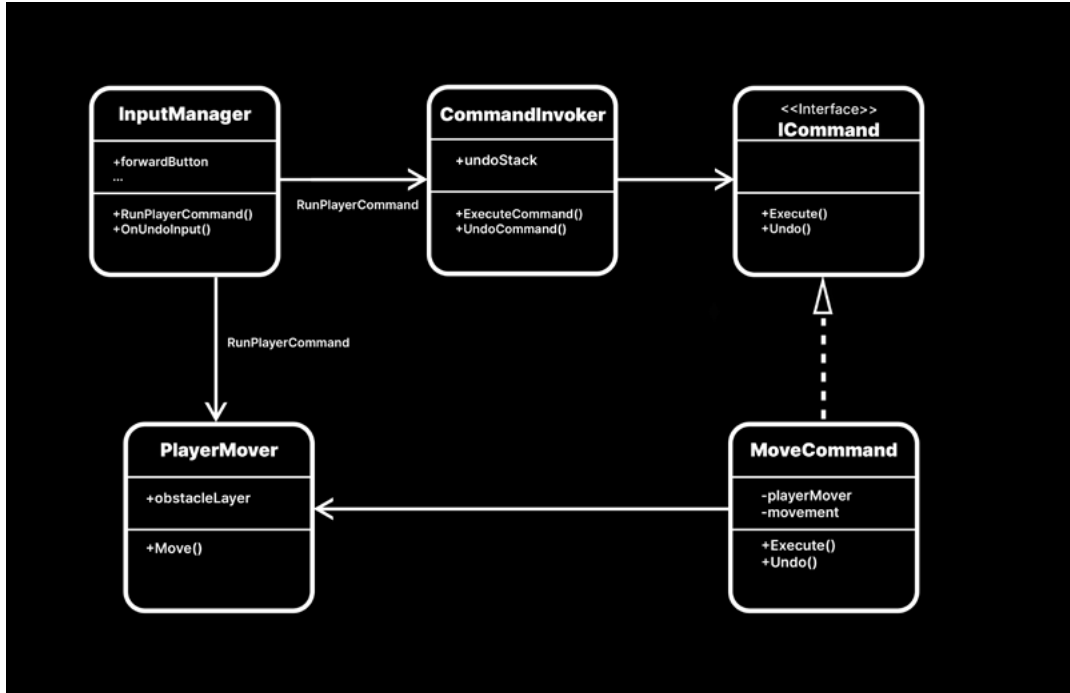 InputManager
+forwardButton
...
+RunPlayerCommand()
+OnUndoInput()
RunPlayerCommand
CommandInvoker
+undoStack
+ExecuteCommand()
+UndoCommand()
<<Interface>>
ICommand
+Execute()
+Undo()
RunPlayerCommand
PlayerMover
+obstacleLayer
+Move()
MoveCommand
-playerMover
-movement
+Execute()
+Undo()